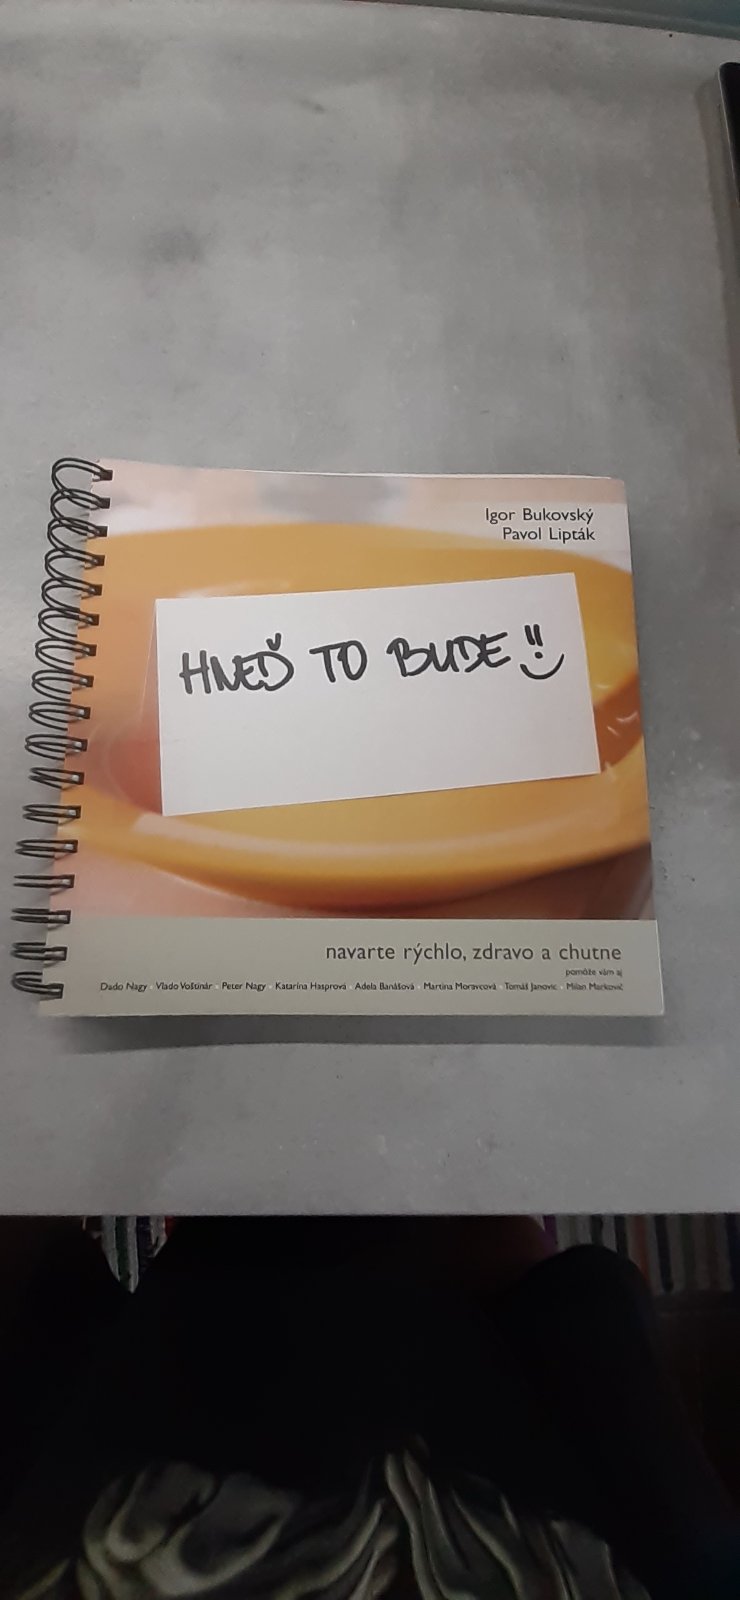 Igor Bukovský
Pavol Lipták
HNEĎ TO BUDE !!
navarte rýchlo, zdravo a chutne
pomôže vám aj
Dado Nagy · Vlado Voštinár · Peter Nagy · Katarína Hasprová · Adela Banášová · Martina Moravcová · Tomáš Janovic · Milan Markovič